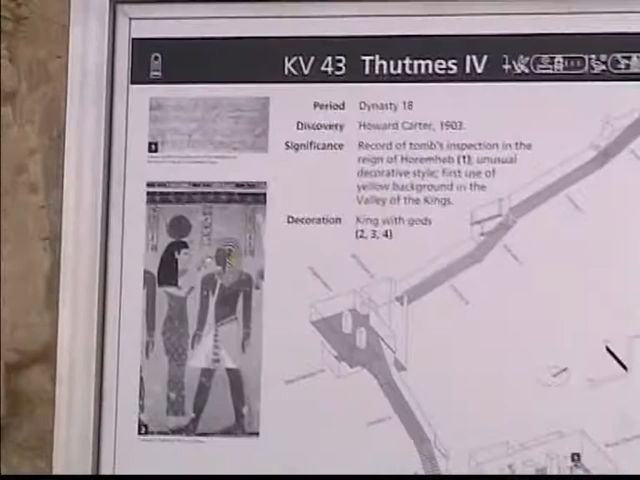 KV 43 Thutmes IV
Period Dynasty 18
Discovery Howard Carter, 1903.
Significance Record of tomb's inspection in the
reign of Horemheb (1); unusual
decorative style; first use of
yellow background in the
Valley of the Kings.
Decoration King with gods
(2, 3, 4)